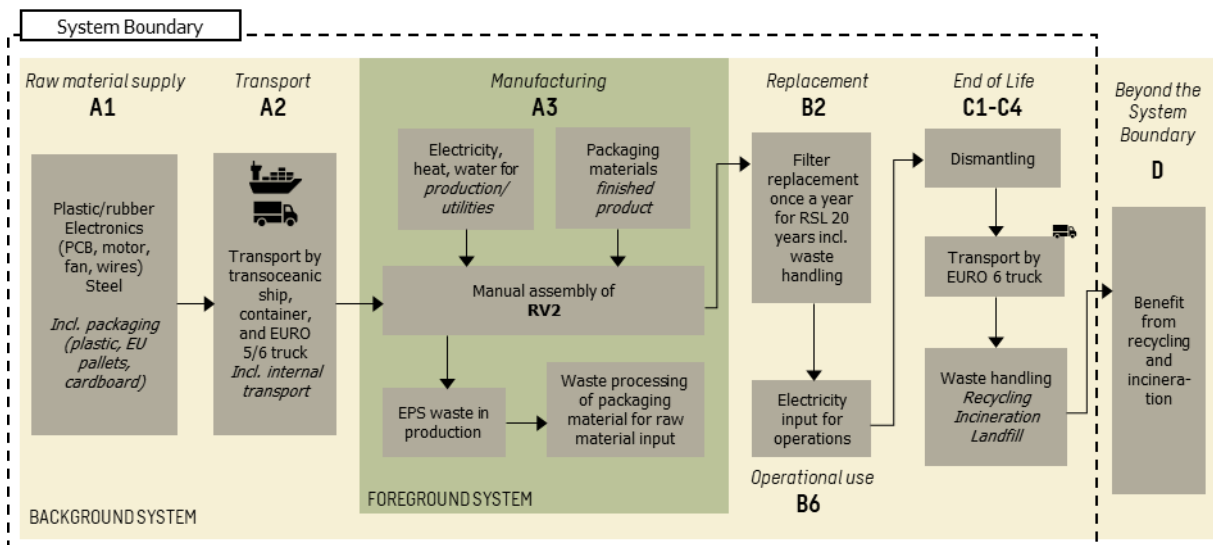 System Boundary
Raw material supply
A1
Plastic/rubber
Electronics
(PCB, motor,
fan, wires)
Steel
Incl. packaging
(plastic, EU
pallets,
cardboard)
Transport
A2
Transport by
transoceanic
ship,
container,
and EURO
5/6 truck
Incl. internal
transport
Manufacturing
A3
Electricity,
heat, water for
production/
utilities
Packaging
materials
finished
product
Manual assembly of
RV2
EPS waste in
production
Waste processing
of packaging
material for raw
material input
FOREGROUND SYSTEM
BACKGROUND SYSTEM
Replacement
B2
Filter
replacement
once a year
for RSL 20
years incl.
waste
handling
Electricity
input for
operations
Operational use
B6
End of Life
C1-C4
Dismantling
Transport by
EURO 6 truck
Waste handling
Recycling
Incineration
Landfill
Beyond the
System
Boundary
D
Benefit
from
recycling
and
incinera-
tion